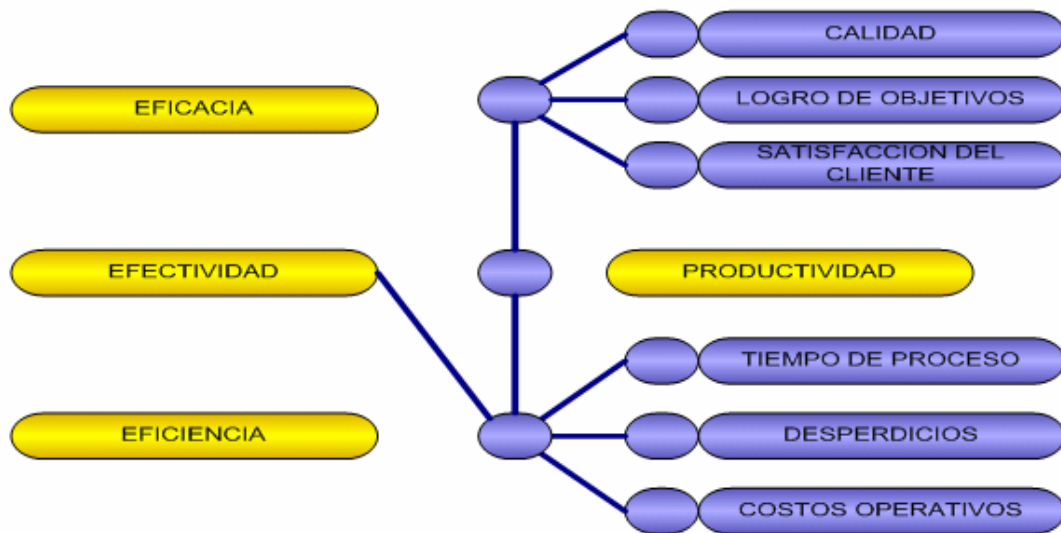 CALIDAD
EFICACIA
LOGRO DE OBJETIVOS
SATISFACCION DEL
CLIENTE
EFECTIVIDAD
PRODUCTIVIDAD
TIEMPO DE PROCESO
EFICIENCIA
DESPERDICIOS
COSTOS OPERATIVOS